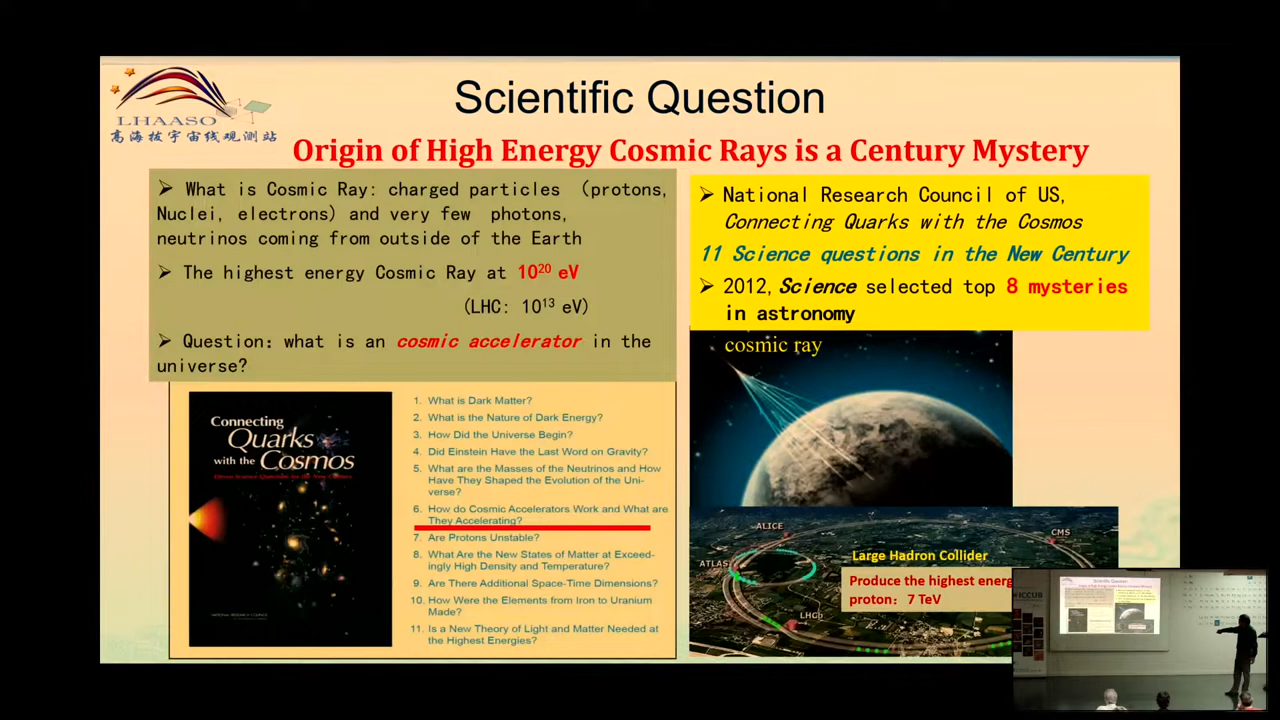 LHAASO
高海拔宇宙线观测站
Scientific Question
Origin of High Energy Cosmic Rays is a Century Mystery
➢ What is Cosmic Ray: charged particles (protons,
Nuclei, electrons) and very few photons,
neutrinos coming from outside of the Earth
➢ The highest energy Cosmic Ray at 10²⁰ eV
(LHC: 10¹³ eV)
➢ Question: what is an cosmic accelerator in the
universe?
➢ National Research Council of US,
Connecting Quarks with the Cosmos
11 Science questions in the New Century
➢ 2012, Science selected top 8 mysteries
in astronomy
Connecting
Quarks
with the Cosmos
1. What is Dark Matter?
2. What is the Nature of Dark Energy?
3. How Did the Universe Begin?
4. Did Einstein Have the Last Word on Gravity?
5. What are the Masses of the Neutrinos and How
Have They Shaped the Evolution of the Uni-
verse?
6. How do Cosmic Accelerators Work and What are
They Accelerating?
7. Are Protons Unstable?
8. What Are the New States of Matter at Exceed-
ingly High Density and Temperature?
9. Are There Additional Space-Time Dimensions?
10. How Were the Elements from Iron to Uranium
Made?
11. Is a New Theory of Light and Matter Needed at
the Highest Energies?
cosmic ray
ALICE
CMS
ATLAS
LHCb
Large Hadron Collider
Produce the highest energ
proton: 7 TeV
ICCUB
Scientific Question